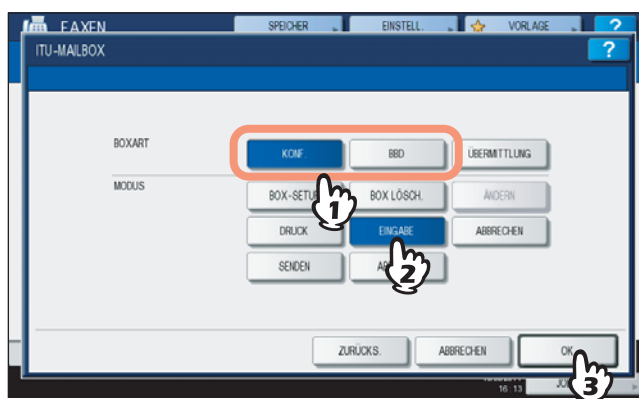 FAXEN SPEICHER EINSTELL. VORLAGE ?
ITU-MAILBOX ?
BOXART KONF. BBD ÜBERMITTLUNG
MODUS BOX-SETUP BOX LÖSCH. ÄNDERN
1
DRUCK EINGABE ABBRECHEN
SENDEN
2
ZURÜCKS. ABBRECHEN OK
16:13
3